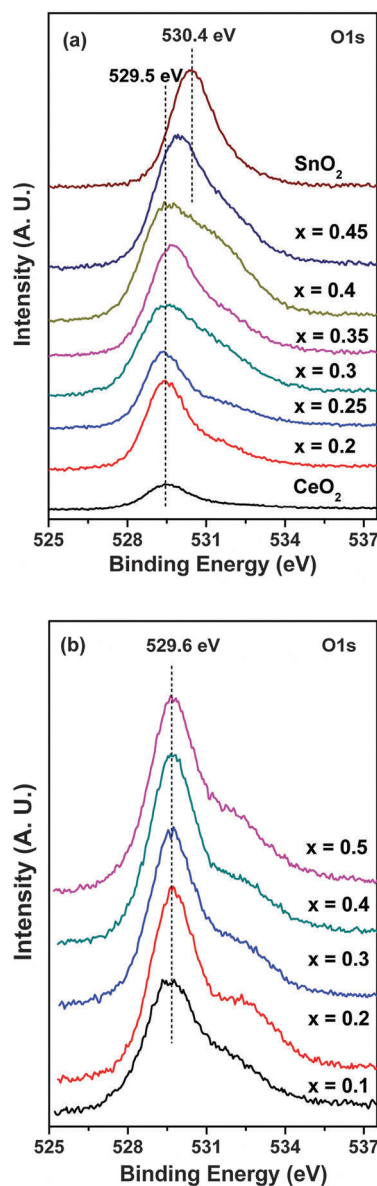 (a) 530.4 eV O1s
529.5 eV
SnO₂
x = 0.45
x = 0.4
x = 0.35
x = 0.3
x = 0.25
x = 0.2
CeO₂
Intensity (A. U.)
525 528 531 534 537
Binding Energy (eV)
(b) 529.6 eV O1s
x = 0.5
x = 0.4
x = 0.3
x = 0.2
x = 0.1
Intensity (A. U.)
525 528 531 534 537
Binding Energy (eV)